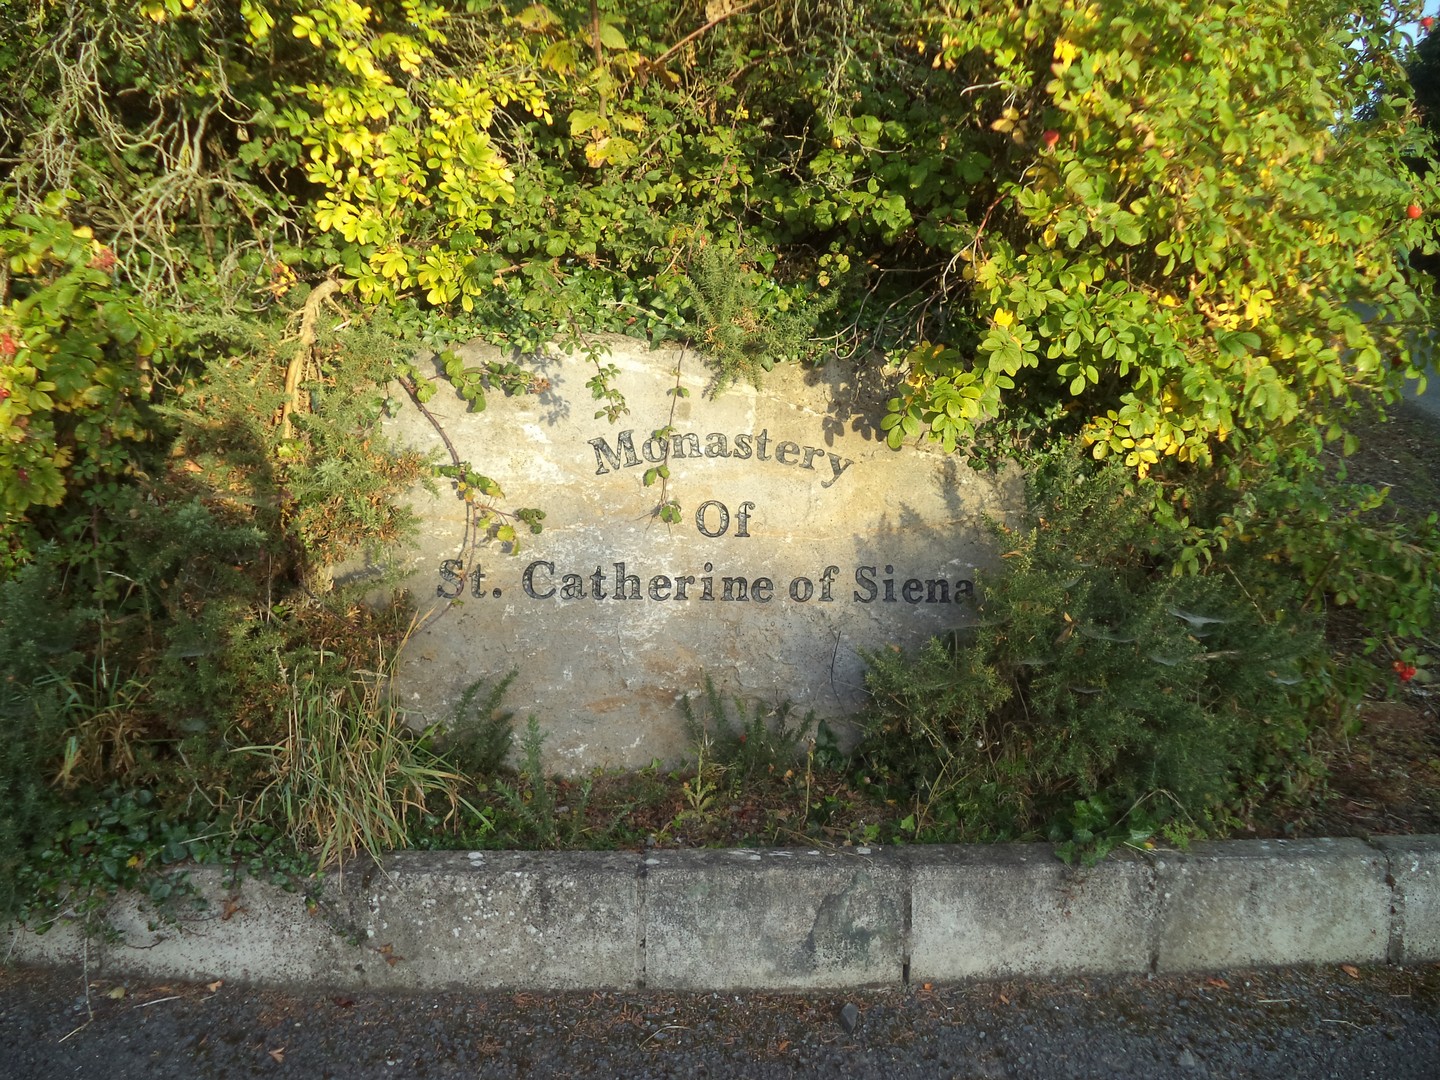 Monastery
Of
St. Catherine of Siena